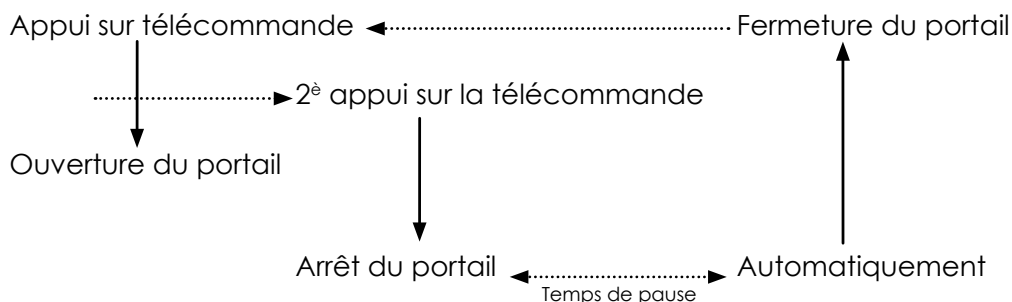 Appui sur télécommande
Fermeture du portail
2è appui sur la télécommande
Ouverture du portail
Arrêt du portail
Automatiquement
Temps de pause